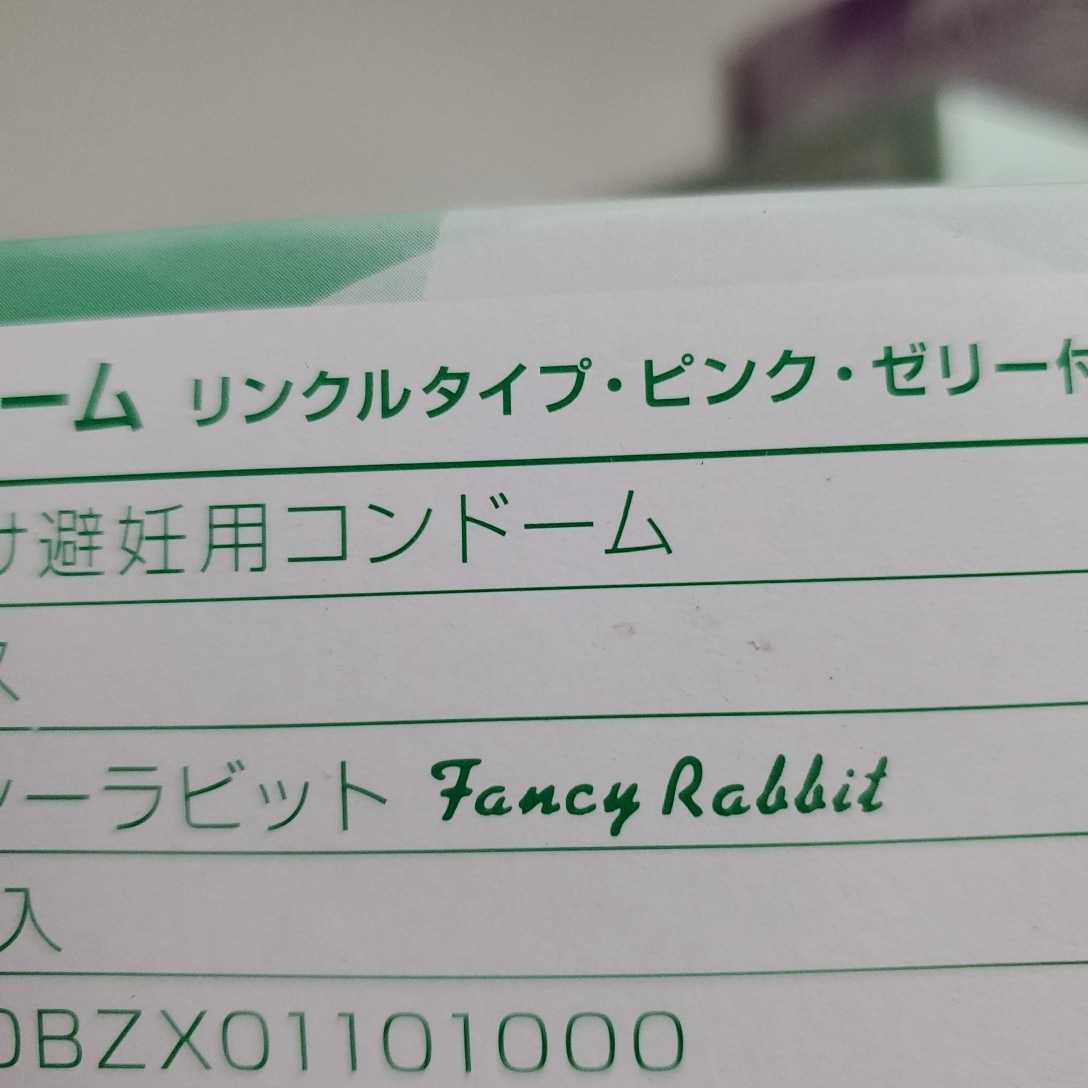 ーム リンクルタイプ・ピンク・ゼリー付
け避妊用コンドーム
ス
シーラビット Fancy Rabbit
入
0BZX01101000